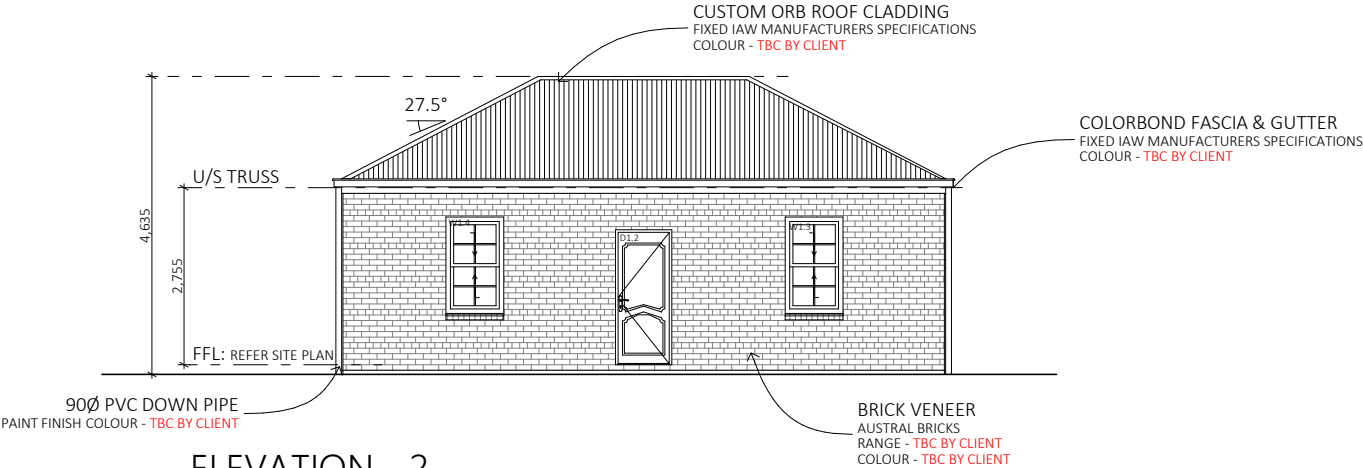 CUSTOM ORB ROOF CLADDING
FIXED IAW MANUFACTURERS SPECIFICATIONS
COLOUR - TBC BY CLIENT
27.5°
COLORBOND FASCIA & GUTTER
FIXED IAW MANUFACTURERS SPECIFICATIONS
COLOUR - TBC BY CLIENT
U/S TRUSS
4,635
2,755
W1.4
D1.2
W1.3
FFL: REFER SITE PLAN
90Ø PVC DOWN PIPE
PAINT FINISH COLOUR - TBC BY CLIENT
BRICK VENEER
AUSTRAL BRICKS
RANGE - TBC BY CLIENT
COLOUR - TBC BY CLIENT
ELEVATION 2